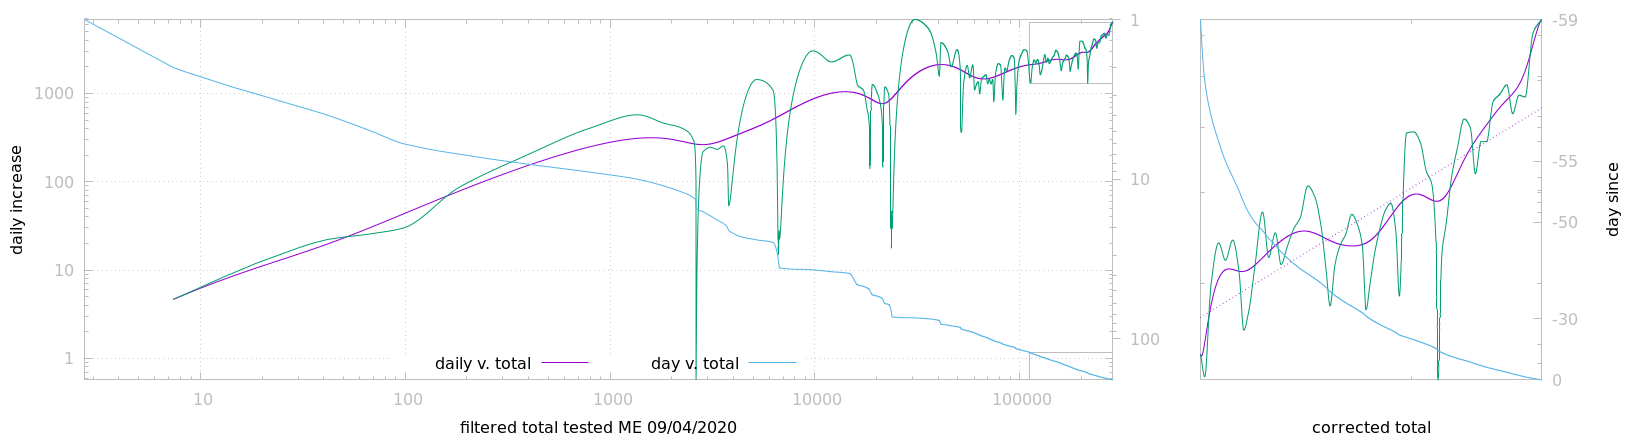 daily increase
1000
100
10
1
10
100
1000
10000
100000
filtered total tested ME 09/04/2020
daily v. total
day v. total
1
10
100
-59
-55
-50
-30
0
day since
corrected total